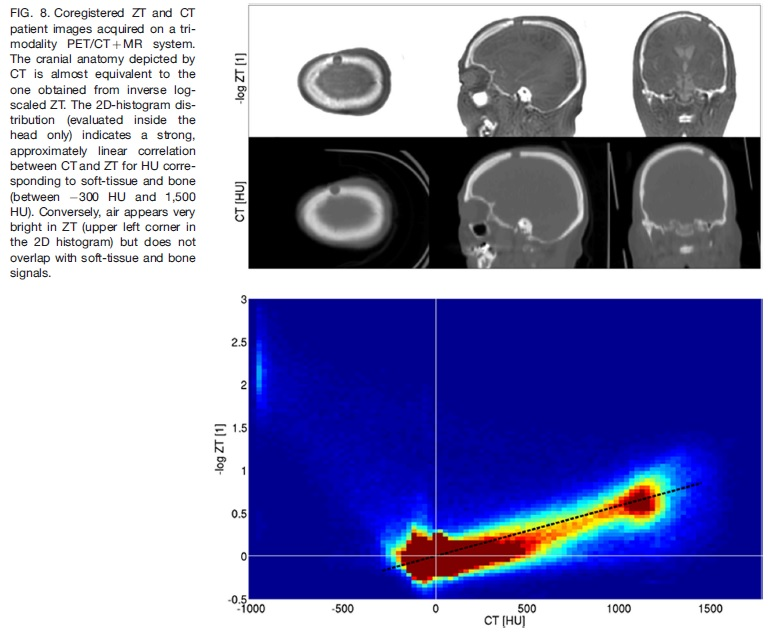 FIG. 8. Coregistered ZT and CT
patient images acquired on a tri-
modality PET/CT+MR system.
The cranial anatomy depicted by
CT is almost equivalent to the
one obtained from inverse log-
scaled ZT. The 2D-histogram dis-
tribution (evaluated inside the
head only) indicates a strong,
approximately linear correlation
between CT and ZT for HU corre-
sponding to soft-tissue and bone
(between −300 HU and 1,500
HU). Conversely, air appears very
bright in ZT (upper left corner in
the 2D histogram) but does not
overlap with soft-tissue and bone
signals.
-log ZT [1]
CT [HU]
3
2.5
2
1.5
1
0.5
0
-0.5
-log ZT [1]
-1000
-500
0
500
1000
1500
CT [HU]